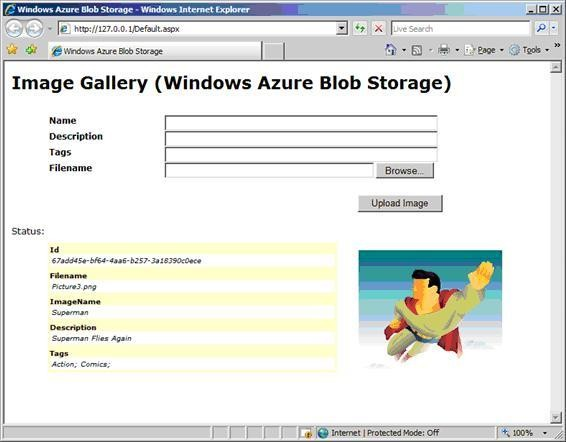 Windows Azure Blob Storage - Windows Internet Explorer
http://127.0.0.1/Default.aspx
Live Search
Windows Azure Blob Storage
Page
Tools
Image Gallery (Windows Azure Blob Storage)
Name
Description
Tags
Filename
Browse...
Upload Image
Status:
Id
67add45e-bf64-4aa6-b257-3a18390c0ece
Filename
Picture3.png
ImageName
Superman
Description
Superman Flies Again
Tags
Action; Comics;
Internet | Protected Mode: Off
100%